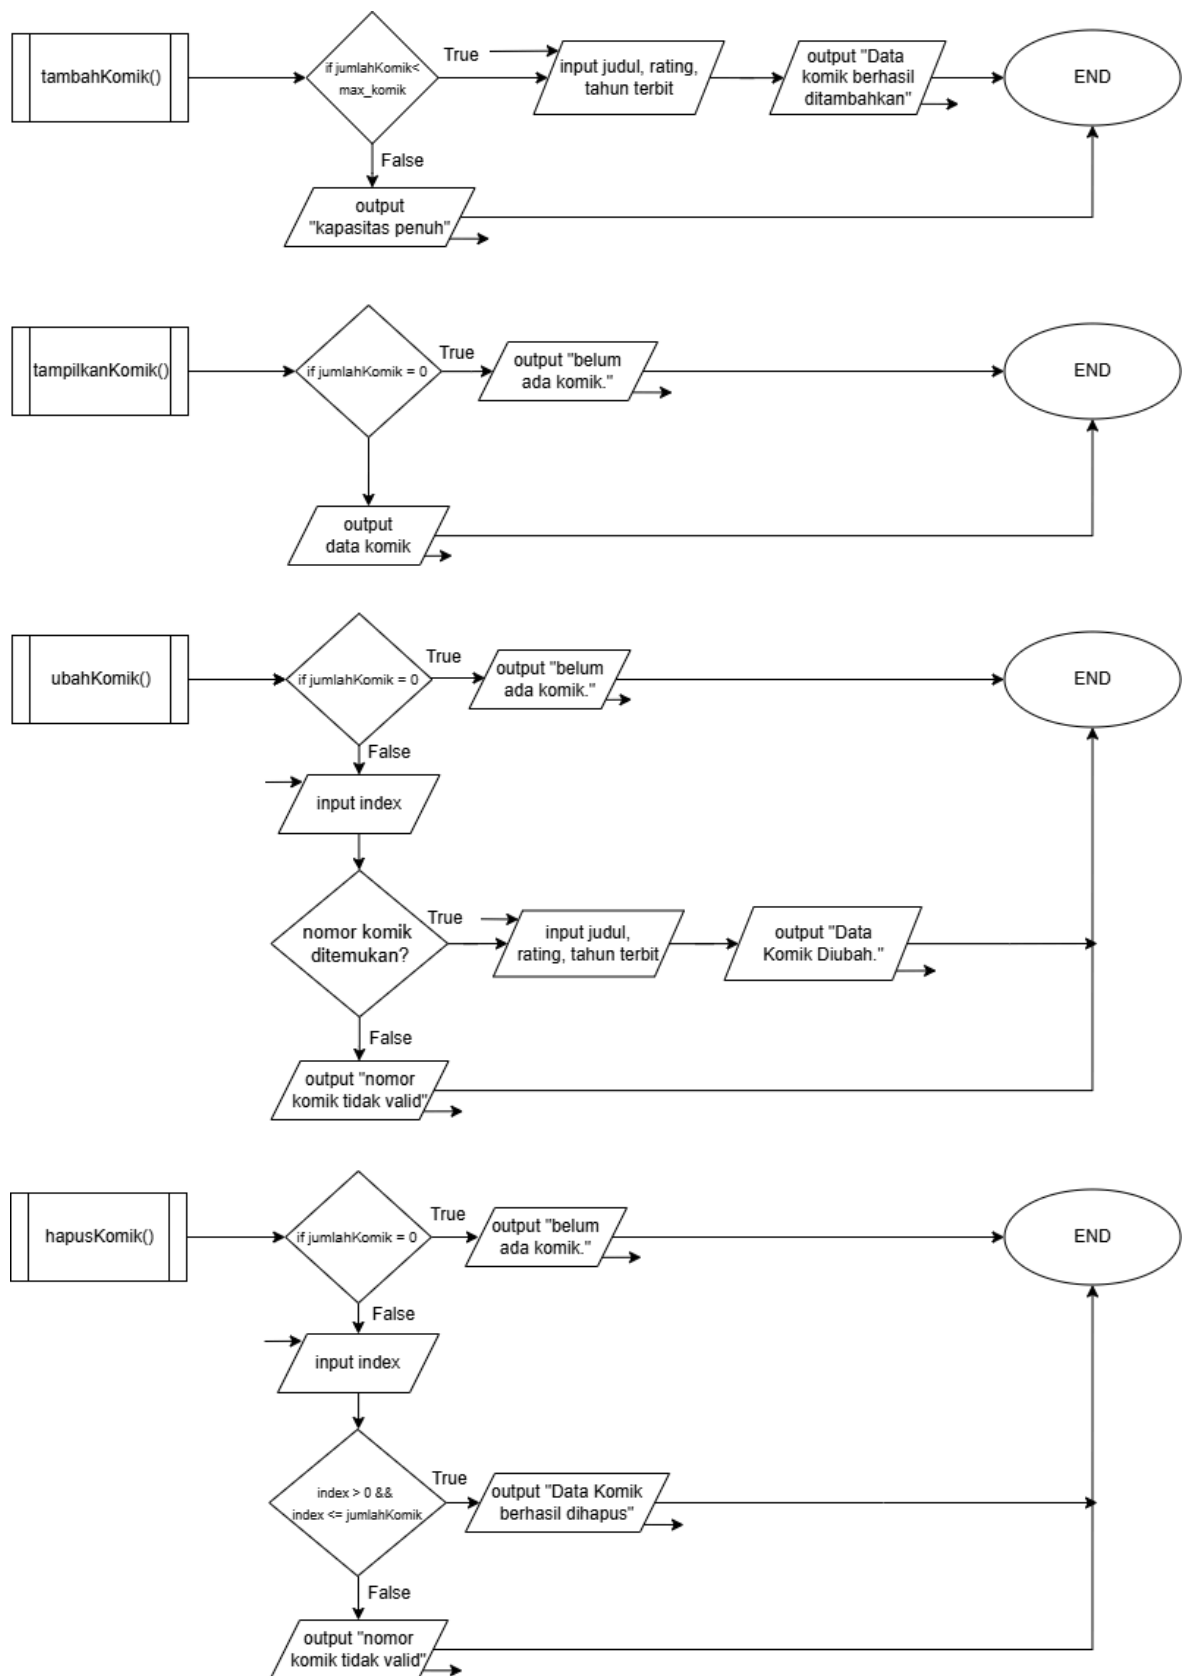 tambahKomik()
if jumlahKomik<
max_komik
True
input judul, rating,
tahun terbit
output "Data
komik berhasil
ditambahkan"
END
False
output
"kapasitas penuh"
tampilkanKomik()
if jumlahKomik = 0
True
output "belum
ada komik."
END
output
data komik
ubahKomik()
if jumlahKomik = 0
True
output "belum
ada komik."
END
False
input index
nomor komik
ditemukan?
True
input judul,
rating, tahun terbit
output "Data
Komik Diubah."
False
output "nomor
komik tidak valid"
hapusKomik()
if jumlahKomik = 0
True
output "belum
ada komik."
END
False
input index
index > 0 &&
index <= jumlahKomik
True
output "Data Komik
berhasil dihapus"
False
output "nomor
komik tidak valid"